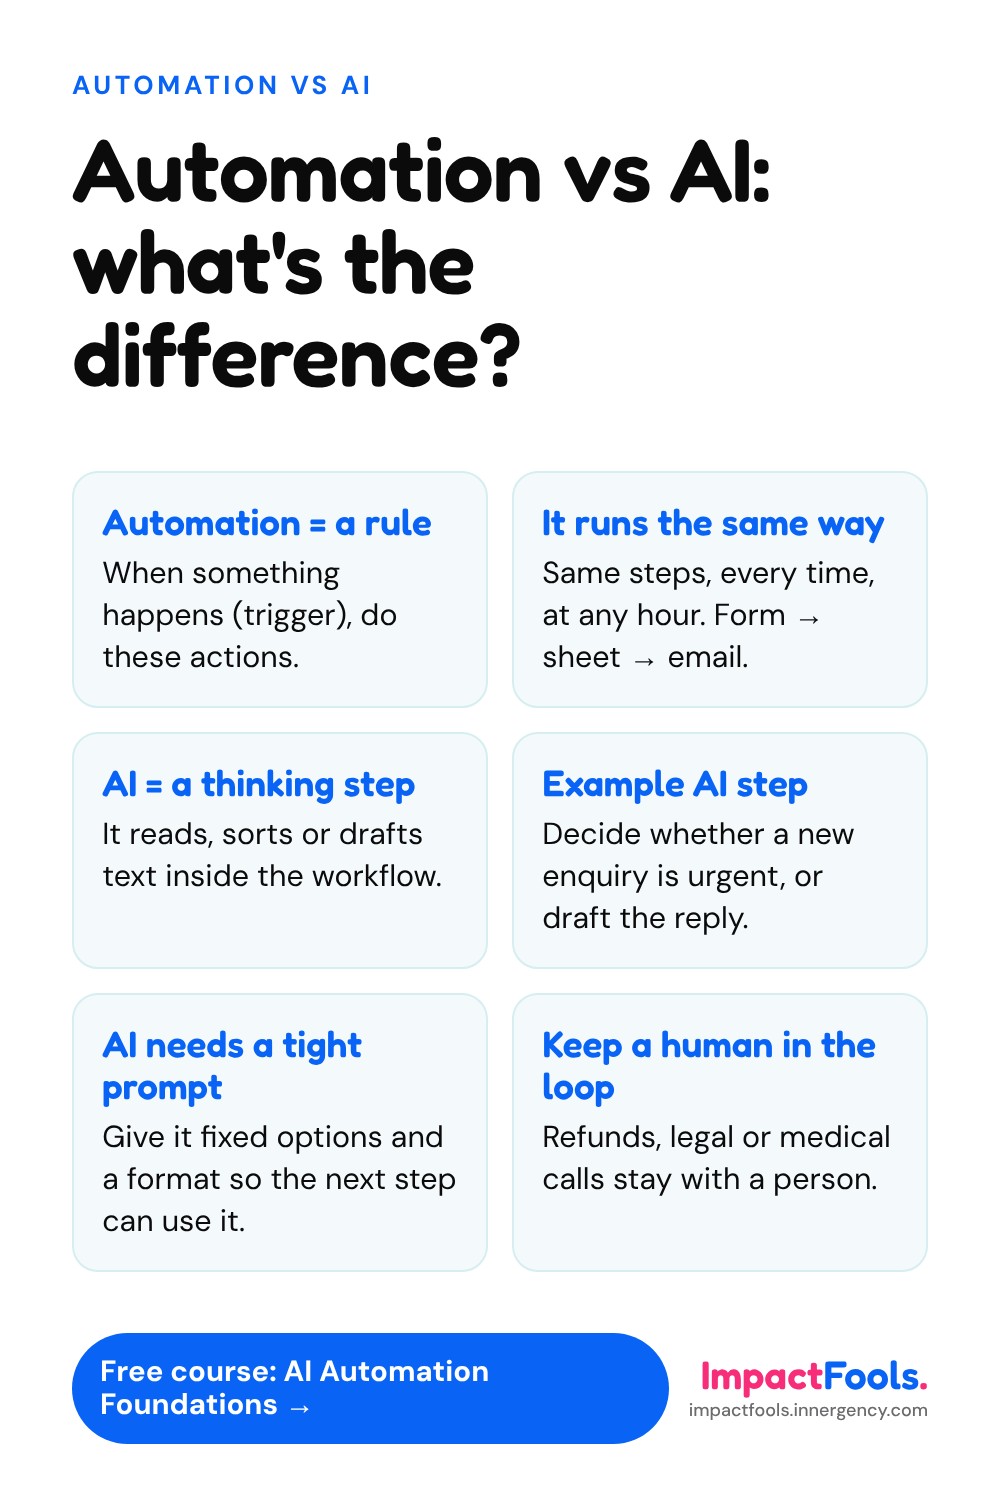 AUTOMATION VS AI
Automation vs AI:
what's the
difference?
Automation = a rule
When something
happens (trigger), do
these actions.
It runs the same way
Same steps, every time,
at any hour. Form →
sheet → email.
AI = a thinking step
It reads, sorts or drafts
text inside the workflow.
Example AI step
Decide whether a new
enquiry is urgent, or
draft the reply.
AI needs a tight
prompt
Give it fixed options and
a format so the next step
can use it.
Keep a human in the
loop
Refunds, legal or medical
calls stay with a person.
Free course: AI Automation
Foundations →
ImpactFools.
impactfools.innergency.com